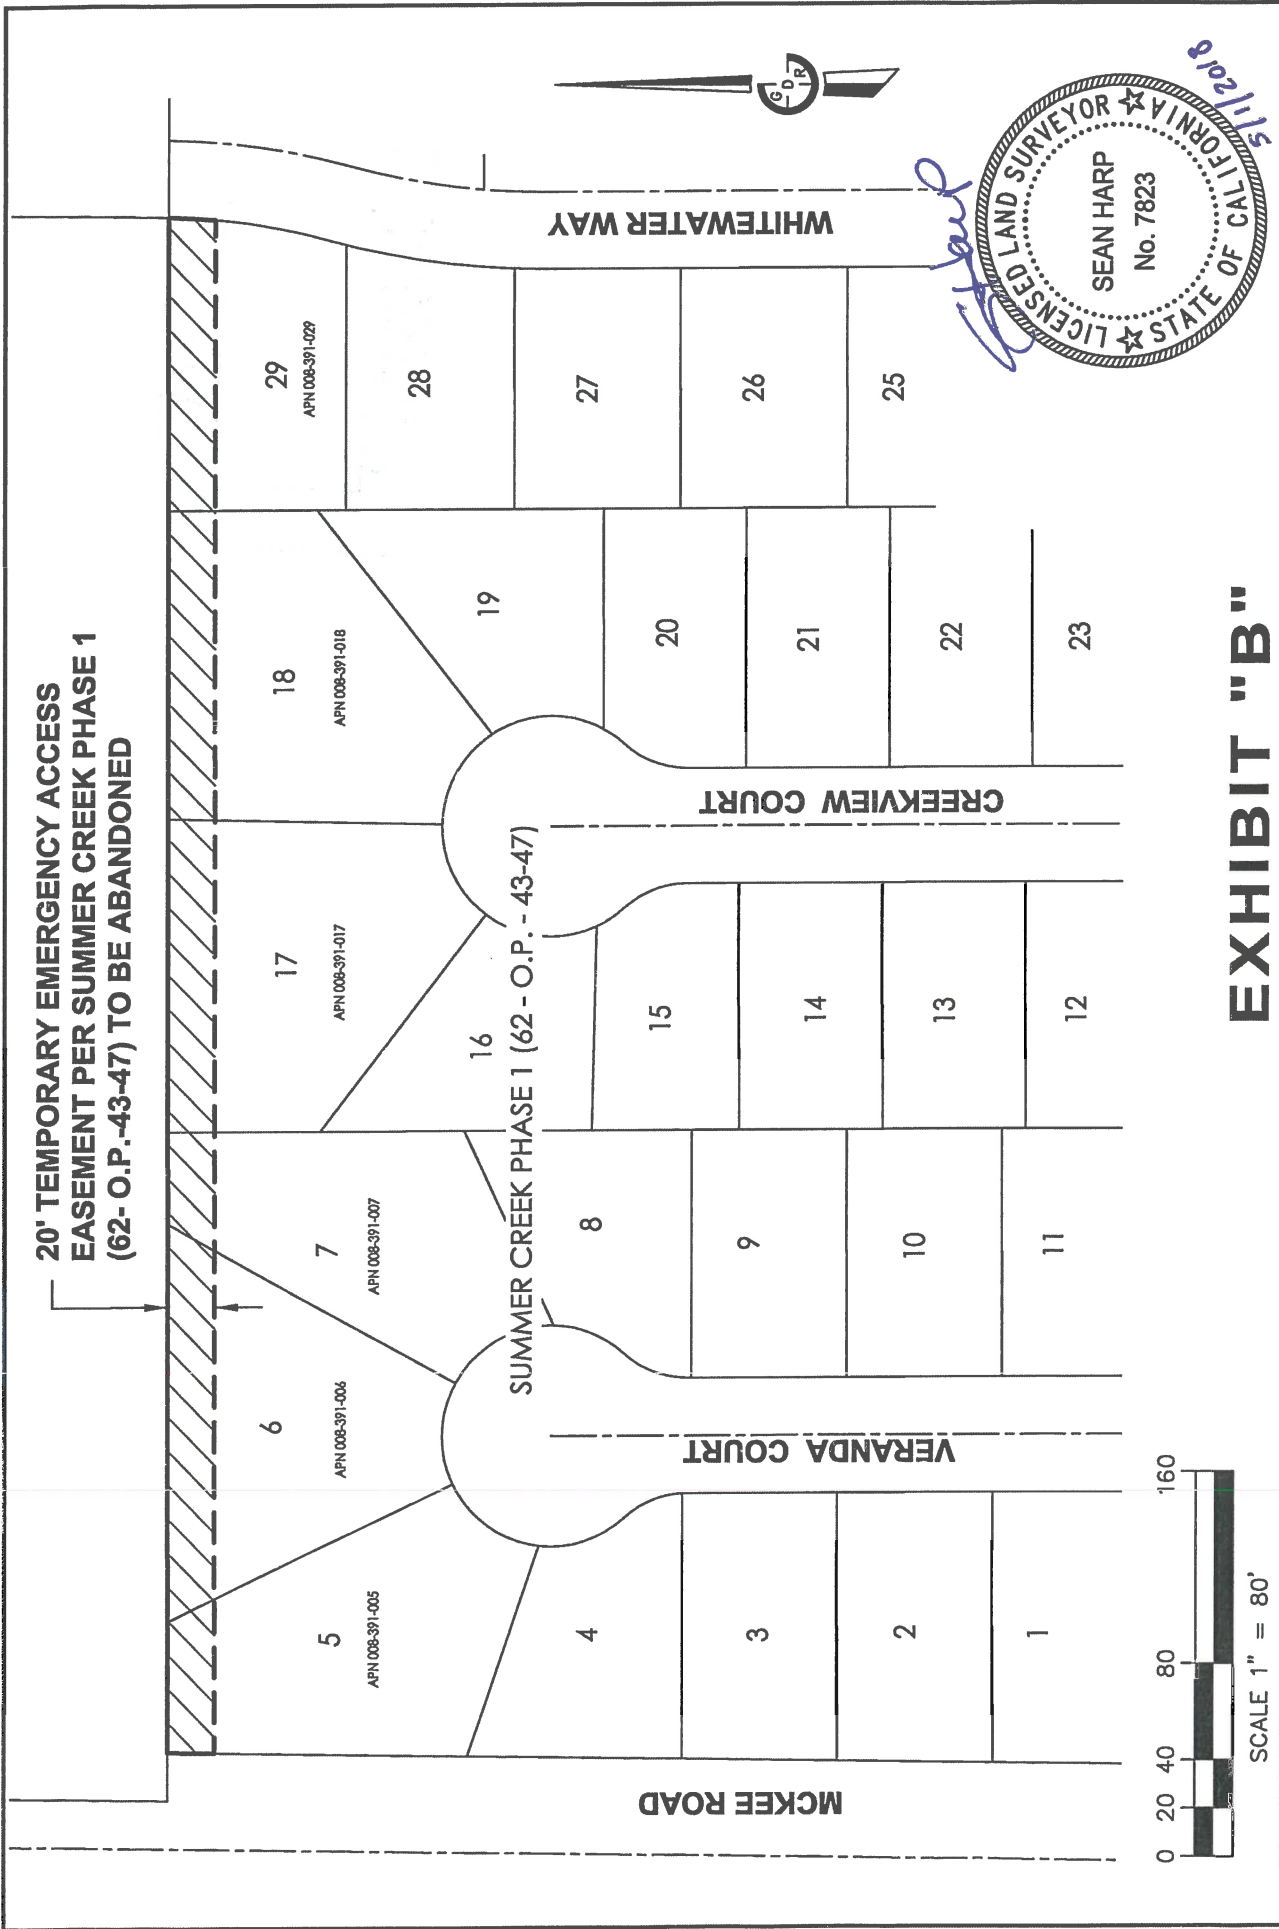 20' TEMPORARY EMERGENCY ACCESS
EASEMENT PER SUMMER CREEK PHASE 1
(62- O.P.-43-47) TO BE ABANDONED
5
APN 008-391-005
6
APN 008-391-006
7
APN 008-391-007
17
APN 008-391-017
18
APN 008-391-018
29
APN 008-391-029
4
3
2
1
8
9
10
11
16
15
14
13
12
19
20
21
22
23
28
27
26
25
SUMMER CREEK PHASE 1 (62 - O.P. - 43-47)
MCKEE ROAD
VERANDA COURT
CREEKVIEW COURT
WHITEWATER WAY
G D R
LICENSED LAND SURVEYOR
SEAN HARP
No. 7823
STATE OF CALIFORNIA
5/1/2018
0 20 40 80 160
SCALE 1" = 80'
EXHIBIT "B"